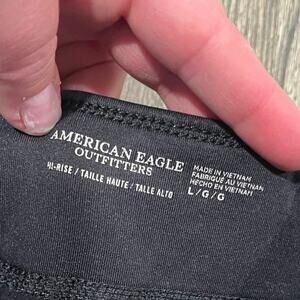 AMERICAN EAGLE
OUTFITTERS
HI-RISE / TAILLE HAUTE / TALLE ALTO
MADE IN VIETNAM
FABRIQUÉ AU VIETNAM
HECHO EN VIETNAM
L / G / G